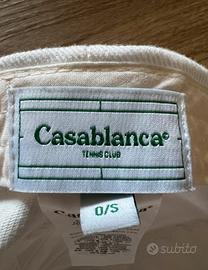 Casablanca®
TENNIS CLUB
O/S
subito